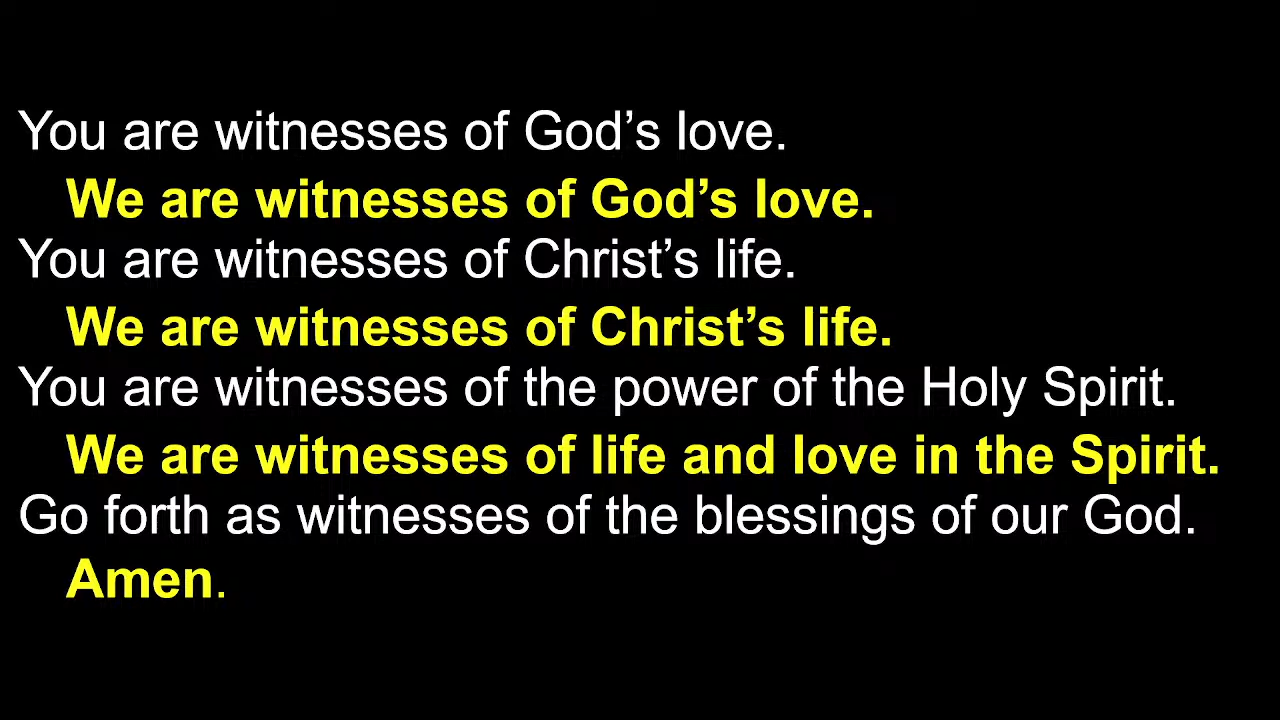 You are witnesses of God’s love.
We are witnesses of God’s love.
You are witnesses of Christ’s life.
We are witnesses of Christ’s life.
You are witnesses of the power of the Holy Spirit.
We are witnesses of life and love in the Spirit.
Go forth as witnesses of the blessings of our God.
Amen.